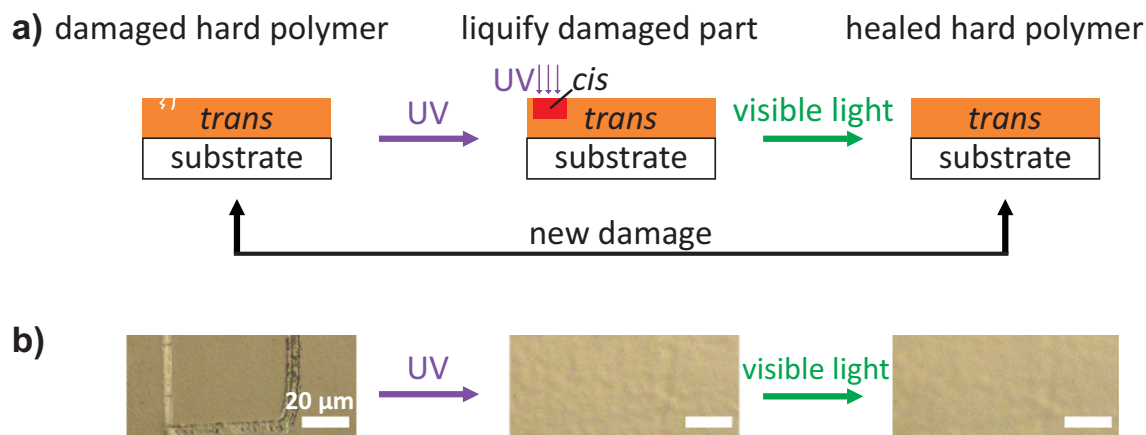 a) damaged hard polymer liquify damaged part healed hard polymer
UV cis
trans UV trans visible light trans
substrate substrate substrate
new damage
b)
UV visible light
20 µm